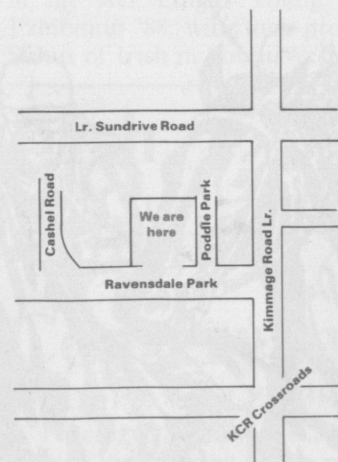 Lr. Sundrive Road
Cashel Road
We are
here
Poddle Park
Ravensdale Park
Kimmage Road Lr.
KCR Crossroads